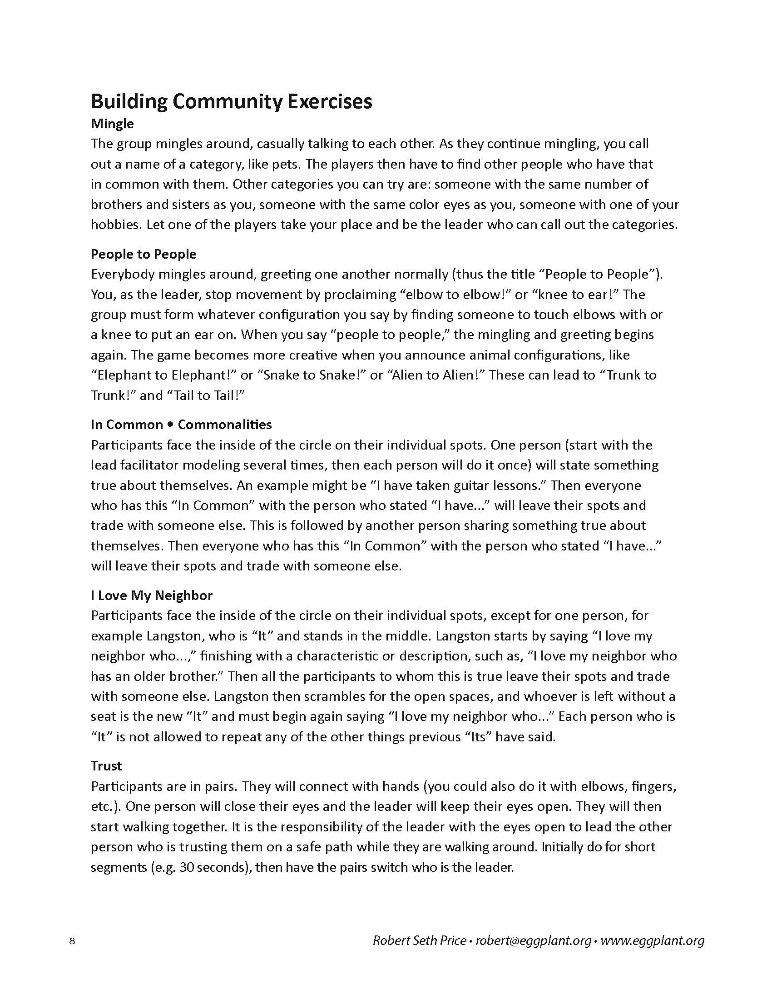 Building Community Exercises
Mingle
The group mingles around, casually talking to each other. As they continue mingling, you call
out a name of a category, like pets. The players then have to find other people who have that
in common with them. Other categories you can try are: someone with the same number of
brothers and sisters as you, someone with the same color eyes as you, someone with one of your
hobbies. Let one of the players take your place and be the leader who can call out the categories.
People to People
Everybody mingles around, greeting one another normally (thus the title “People to People”).
You, as the leader, stop movement by proclaiming “elbow to elbow!” or “knee to ear!” The
group must form whatever configuration you say by finding someone to touch elbows with or
a knee to put an ear on. When you say “people to people,” the mingling and greeting begins
again. The game becomes more creative when you announce animal configurations, like
“Elephant to Elephant!” or “Snake to Snake!” or “Alien to Alien!” These can lead to “Trunk to
Trunk!” and “Tail to Tail!”
In Common • Commonalities
Participants face the inside of the circle on their individual spots. One person (start with the
lead facilitator modeling several times, then each person will do it once) will state something
true about themselves. An example might be “I have taken guitar lessons.” Then everyone
who has this “In Common” with the person who stated “I have...” will leave their spots and
trade with someone else. This is followed by another person sharing something true about
themselves. Then everyone who has this “In Common” with the person who stated “I have...”
will leave their spots and trade with someone else.
I Love My Neighbor
Participants face the inside of the circle on their individual spots, except for one person, for
example Langston, who is “It” and stands in the middle. Langston starts by saying “I love my
neighbor who...,” finishing with a characteristic or description, such as, “I love my neighbor who
has an older brother.” Then all the participants to whom this is true leave their spots and trade
with someone else. Langston then scrambles for the open spaces, and whoever is left without a
seat is the new “It” and must begin again saying “I love my neighbor who...” Each person who is
“It” is not allowed to repeat any of the other things previous “Its” have said.
Trust
Participants are in pairs. They will connect with hands (you could also do it with elbows, fingers,
etc.). One person will close their eyes and the leader will keep their eyes open. They will then
start walking together. It is the responsibility of the leader with the eyes open to lead the other
person who is trusting them on a safe path while they are walking around. Initially do for short
segments (e.g. 30 seconds), then have the pairs switch who is the leader.
8
Robert Seth Price • robert@eggplant.org • www.eggplant.org